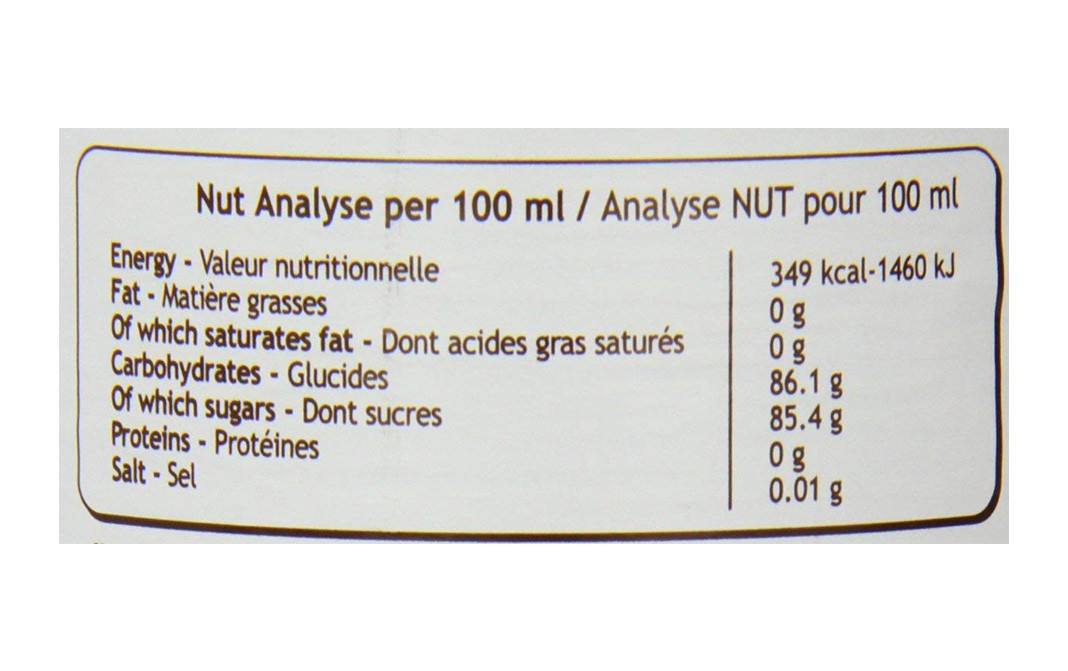 Nut Analyse per 100 ml / Analyse NUT pour 100 ml
Energy - Valeur nutritionnelle 349 kcal-1460 kJ
Fat - Matière grasses 0 g
Of which saturates fat - Dont acides gras saturés 0 g
Carbohydrates - Glucides 86.1 g
Of which sugars - Dont sucres 85.4 g
Proteins - Protéines 0 g
Salt - Sel 0.01 g